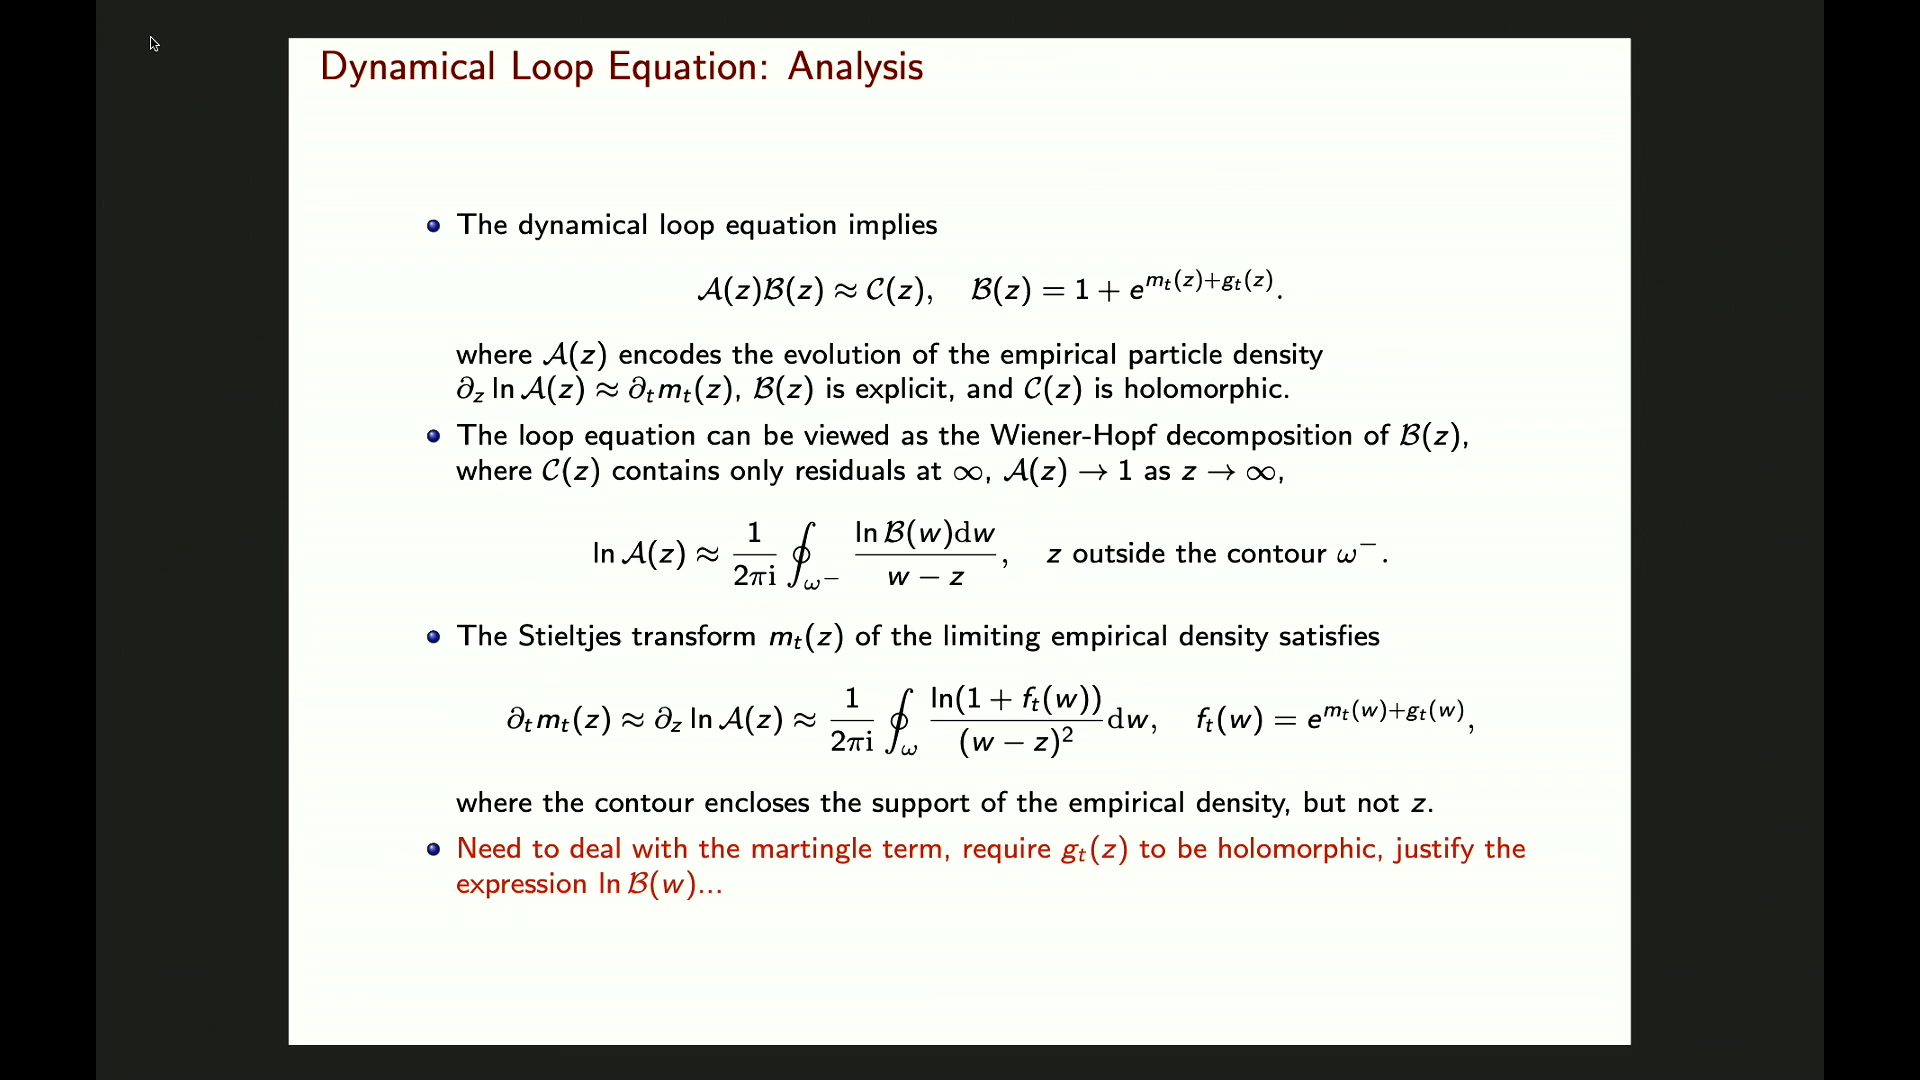 Dynamical Loop Equation: Analysis
The dynamical loop equation implies
𝒜(z)ℬ(z) ≈ 𝒞(z), ℬ(z) = 1 + e^{m_t(z)+g_t(z)}.
where 𝒜(z) encodes the evolution of the empirical particle density
∂_z ln 𝒜(z) ≈ ∂_t m_t(z), ℬ(z) is explicit, and 𝒞(z) is holomorphic.
The loop equation can be viewed as the Wiener-Hopf decomposition of ℬ(z),
where 𝒞(z) contains only residuals at ∞, 𝒜(z) → 1 as z → ∞,
ln 𝒜(z) ≈ \frac{1}{2πi} ∮_{ω^-} \frac{ln ℬ(w)dw}{w − z}, z outside the contour ω^-.
The Stieltjes transform m_t(z) of the limiting empirical density satisfies
∂_t m_t(z) ≈ ∂_z ln 𝒜(z) ≈ \frac{1}{2πi} ∮_ω \frac{ln(1 + f_t(w))}{(w − z)^2} dw, f_t(w) = e^{m_t(w)+g_t(w)},
where the contour encloses the support of the empirical density, but not z.
Need to deal with the martingle term, require g_t(z) to be holomorphic, justify the
expression ln ℬ(w)...